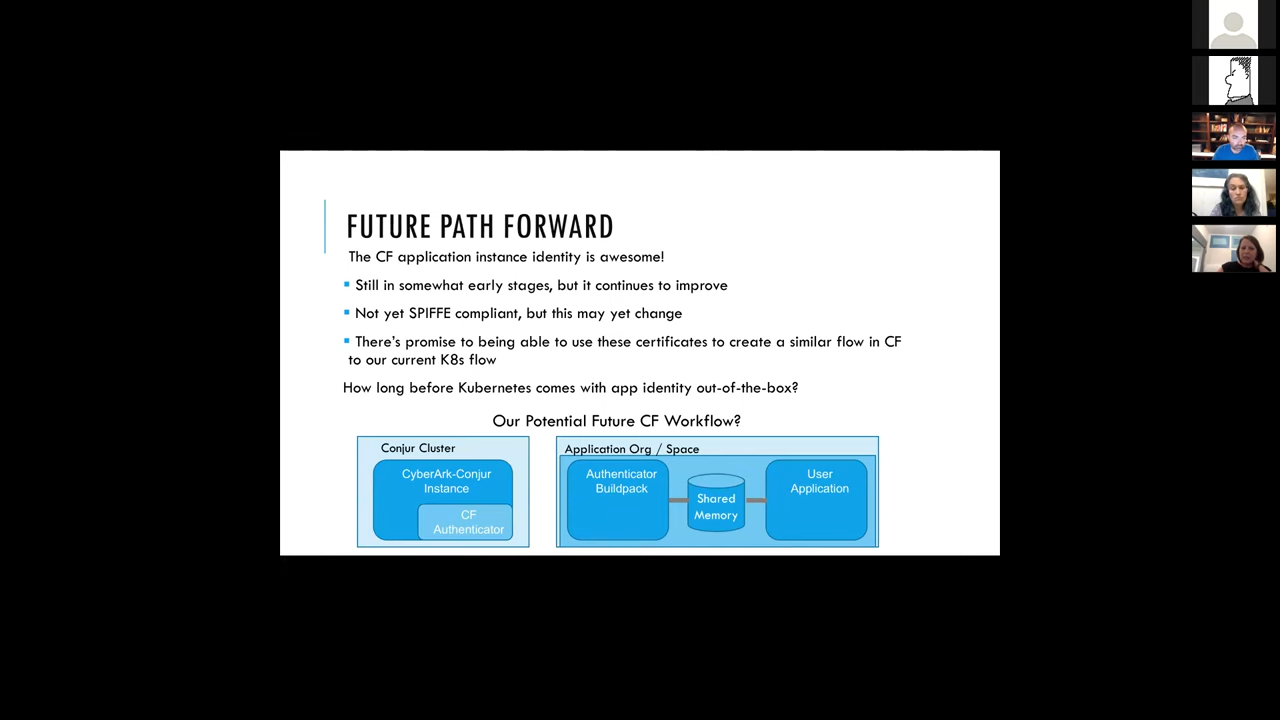 FUTURE PATH FORWARD
The CF application instance identity is awesome!
Still in somewhat early stages, but it continues to improve
Not yet SPIFFE compliant, but this may yet change
There's promise to being able to use these certificates to create a similar flow in CF
to our current K8s flow
How long before Kubernetes comes with app identity out-of-the-box?
Our Potential Future CF Workflow?
Conjur Cluster
CyberArk-Conjur
Instance
CF
Authenticator
Application Org / Space
Authenticator
Buildpack
Shared
Memory
User
Application